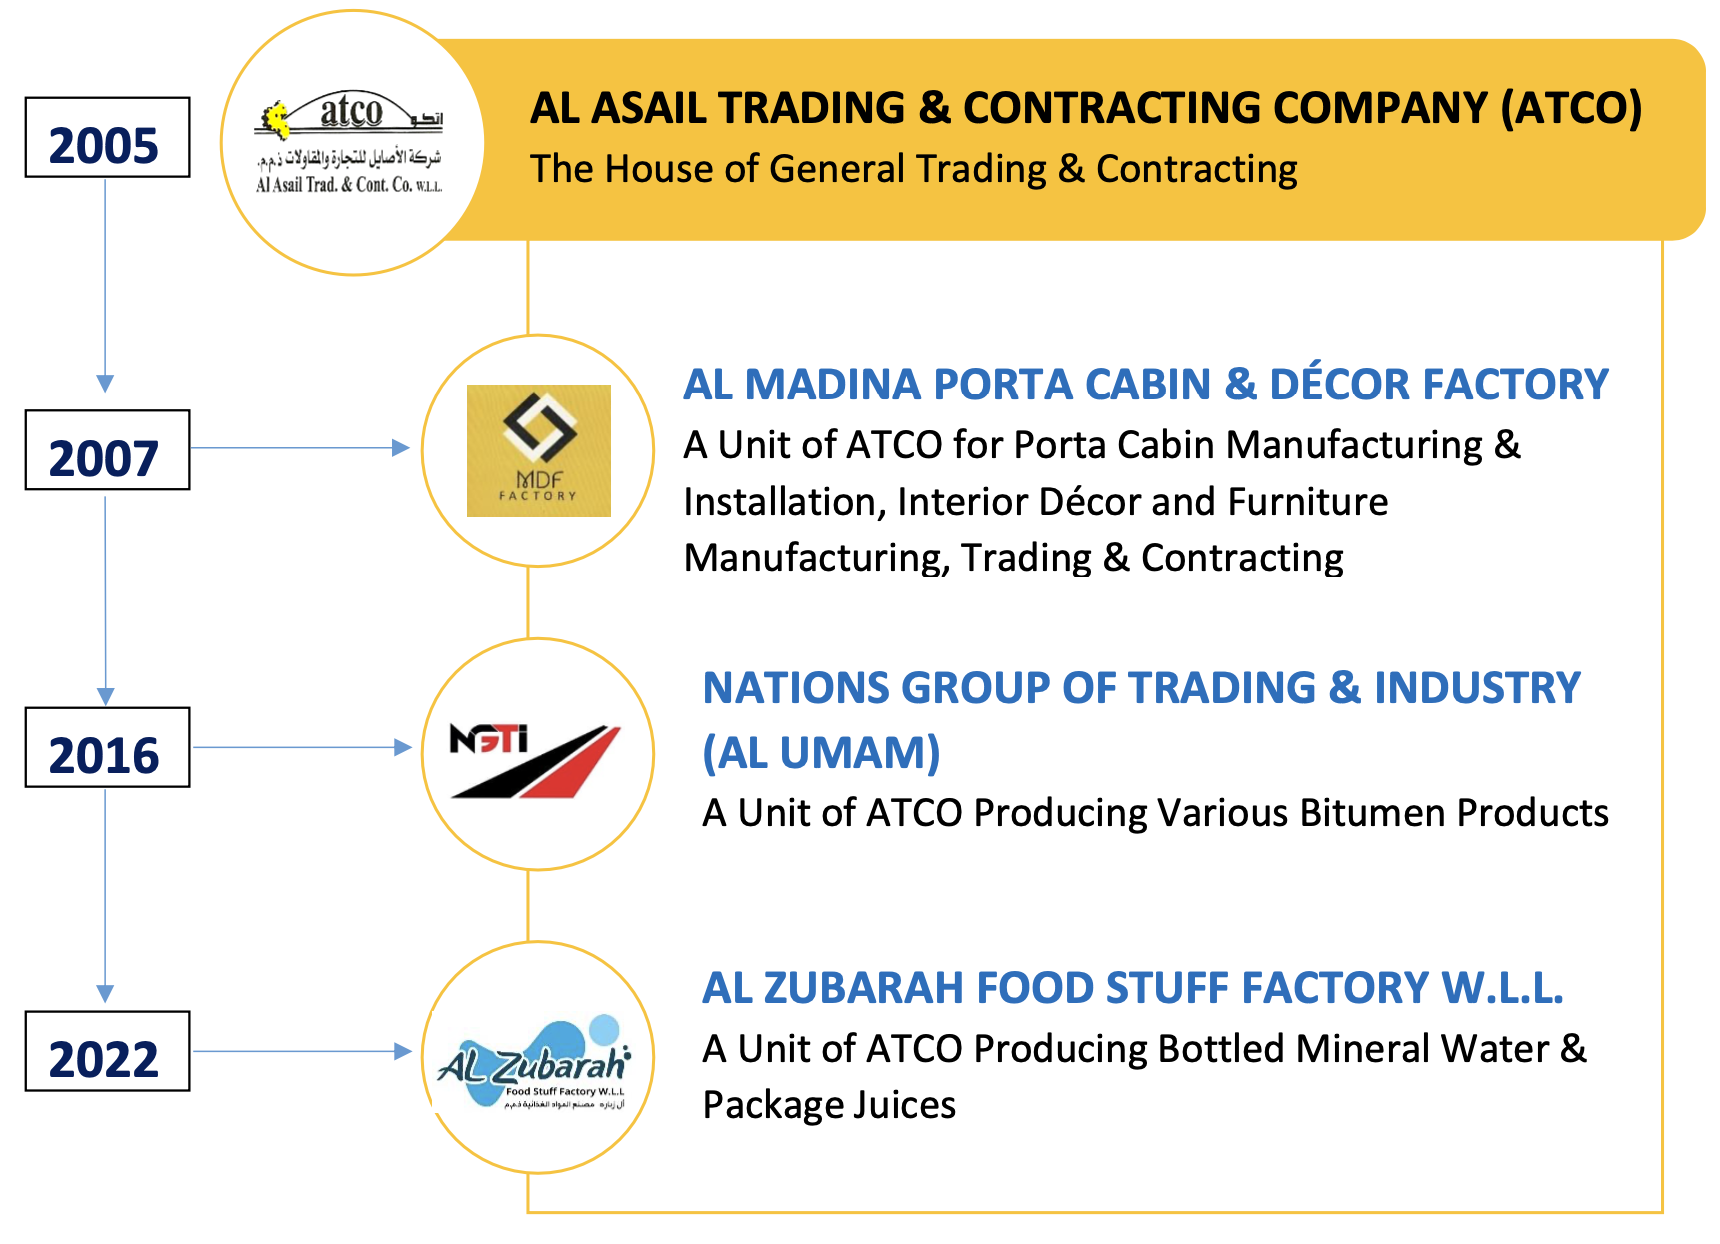 2005
atco اتكو
شركة الأصايل للتجارة والمقاولات ذ.م.م.
Al Asail Trad. & Cont. Co. W.L.L.
AL ASAIL TRADING & CONTRACTING COMPANY (ATCO)
The House of General Trading & Contracting
2007
MDF
FACTORY
AL MADINA PORTA CABIN & DÉCOR FACTORY
A Unit of ATCO for Porta Cabin Manufacturing &
Installation, Interior Décor and Furniture
Manufacturing, Trading & Contracting
2016
NGTi
NATIONS GROUP OF TRADING & INDUSTRY
(AL UMAM)
A Unit of ATCO Producing Various Bitumen Products
2022
AL Zubarah
Food Stuff Factory W.L.L
ال زباره مصنع المواد الغذائية ذ.م.م
AL ZUBARAH FOOD STUFF FACTORY W.L.L.
A Unit of ATCO Producing Bottled Mineral Water &
Package Juices